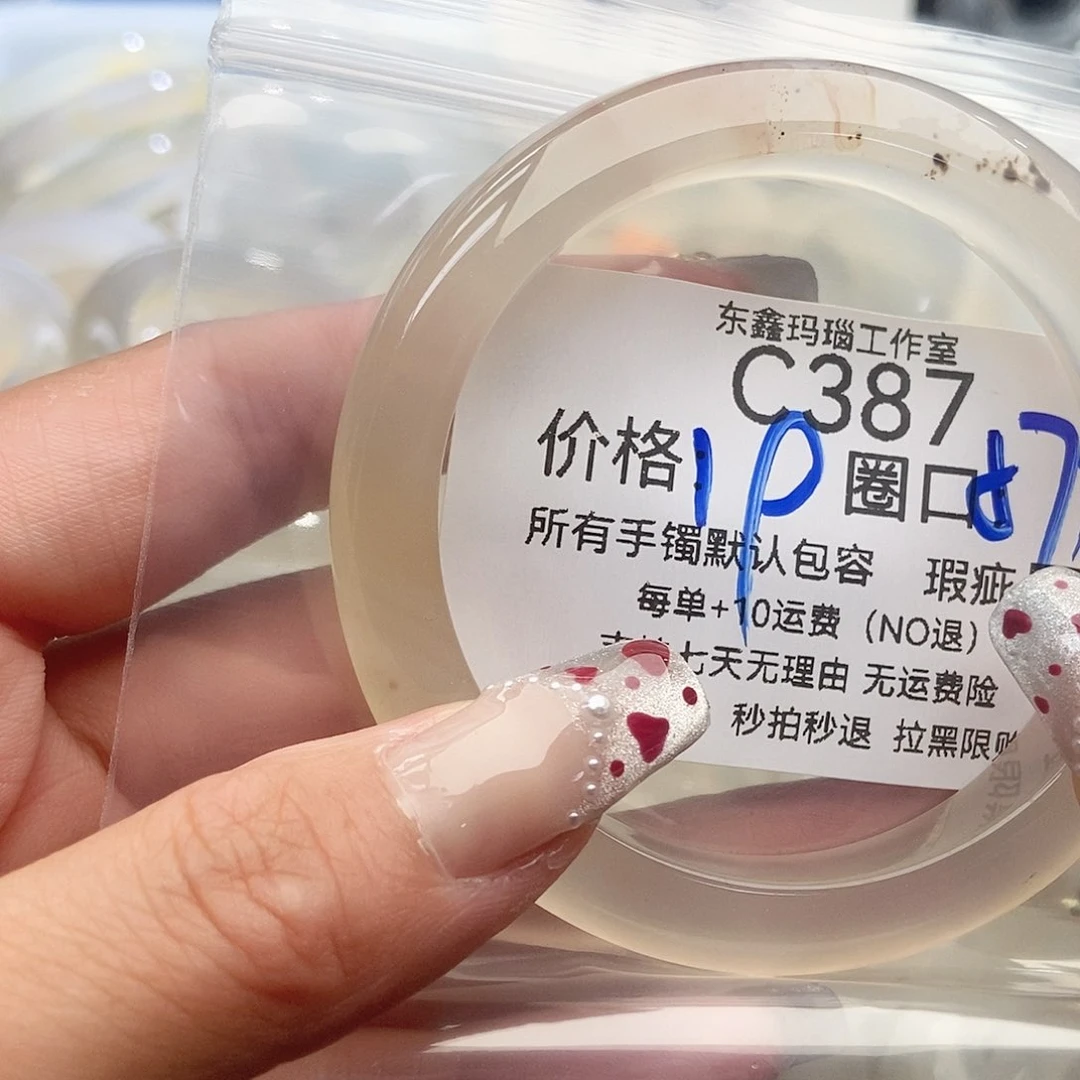 东鑫玛瑙工作室
C387
价格: 圈口
所有手镯默认包容 瑕疵
每单+10运费（NO退）
七天无理由 无运费险
秒拍秒退 拉黑限